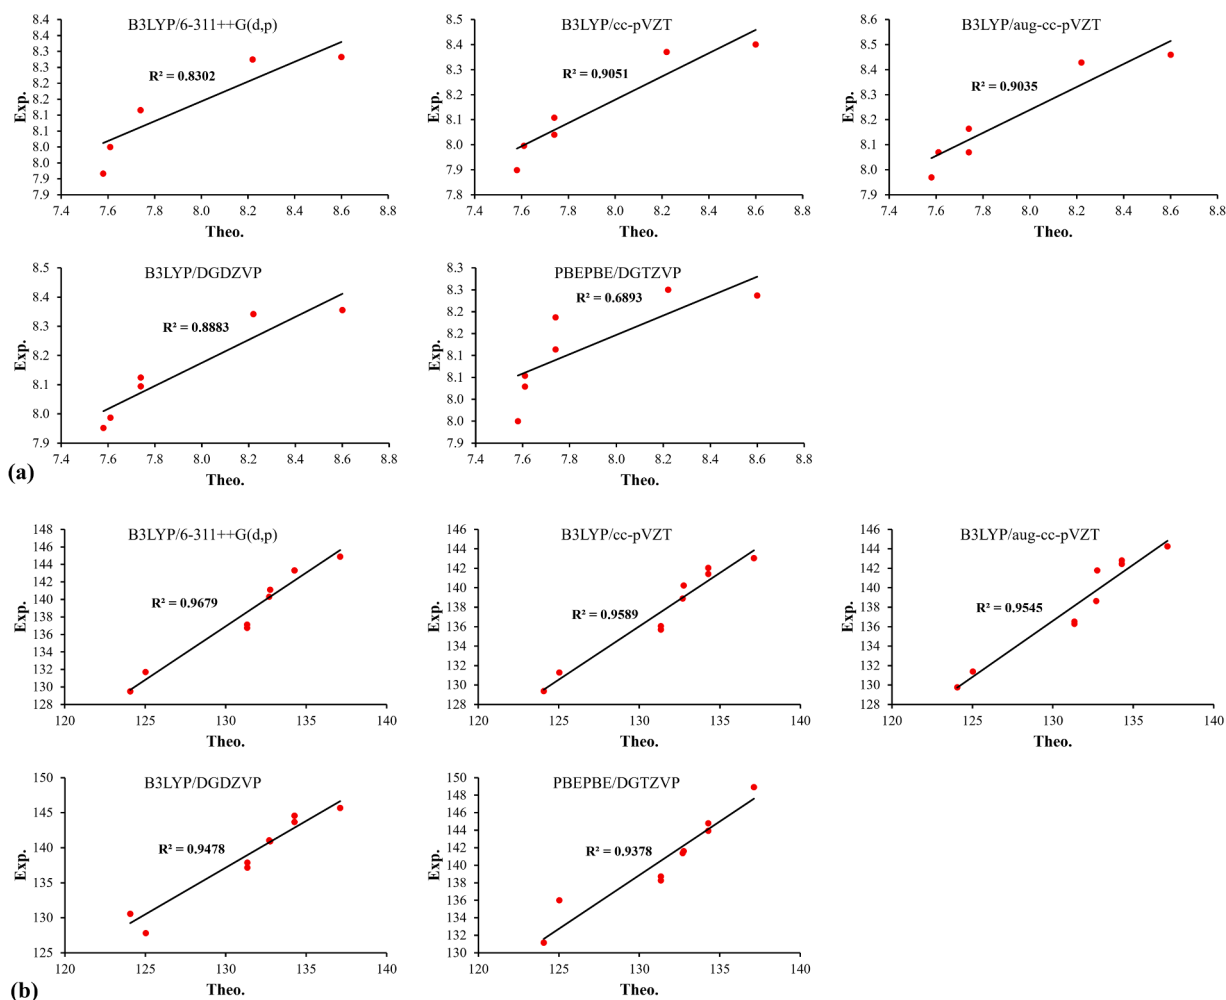 B3LYP/6-311++G(d,p)
8.4
8.3
8.3
8.2
8.2
8.1
8.1
8.0
8.0
7.9
7.9
Exp.
R² = 0.8302
7.4 7.6 7.8 8.0 8.2 8.4 8.6 8.8
Theo.
B3LYP/cc-pVZT
8.5
8.4
8.3
8.2
8.1
8.0
7.9
7.8
Exp.
R² = 0.9051
7.4 7.6 7.8 8.0 8.2 8.4 8.6 8.8
Theo.
B3LYP/aug-cc-pVZT
8.6
8.5
8.4
8.3
8.2
8.1
8.0
7.9
Exp.
R² = 0.9035
7.4 7.6 7.8 8.0 8.2 8.4 8.6 8.8
Theo.
B3LYP/DGDZVP
8.5
8.4
8.3
8.2
8.1
8.0
7.9
Exp.
R² = 0.8883
7.4 7.6 7.8 8.0 8.2 8.4 8.6 8.8
Theo.
PBEPBE/DGTZVP
8.3
8.3
8.2
8.2
8.1
8.1
8.0
8.0
7.9
Exp.
R² = 0.6893
7.4 7.6 7.8 8.0 8.2 8.4 8.6 8.8
Theo.
(a)
B3LYP/6-311++G(d,p)
148
146
144
142
140
138
136
134
132
130
128
Exp.
R² = 0.9679
120 125 130 135 140
Theo.
B3LYP/cc-pVZT
146
144
142
140
138
136
134
132
130
128
Exp.
R² = 0.9589
120 125 130 135 140
Theo.
B3LYP/aug-cc-pVZT
146
144
142
140
138
136
134
132
130
128
Exp.
R² = 0.9545
120 125 130 135 140
Theo.
B3LYP/DGDZVP
150
145
140
135
130
125
Exp.
R² = 0.9478
120 125 130 135 140
Theo.
PBEPBE/DGTZVP
150
148
146
144
142
140
138
136
134
132
130
Exp.
R² = 0.9378
120 125 130 135 140
Theo.
(b)